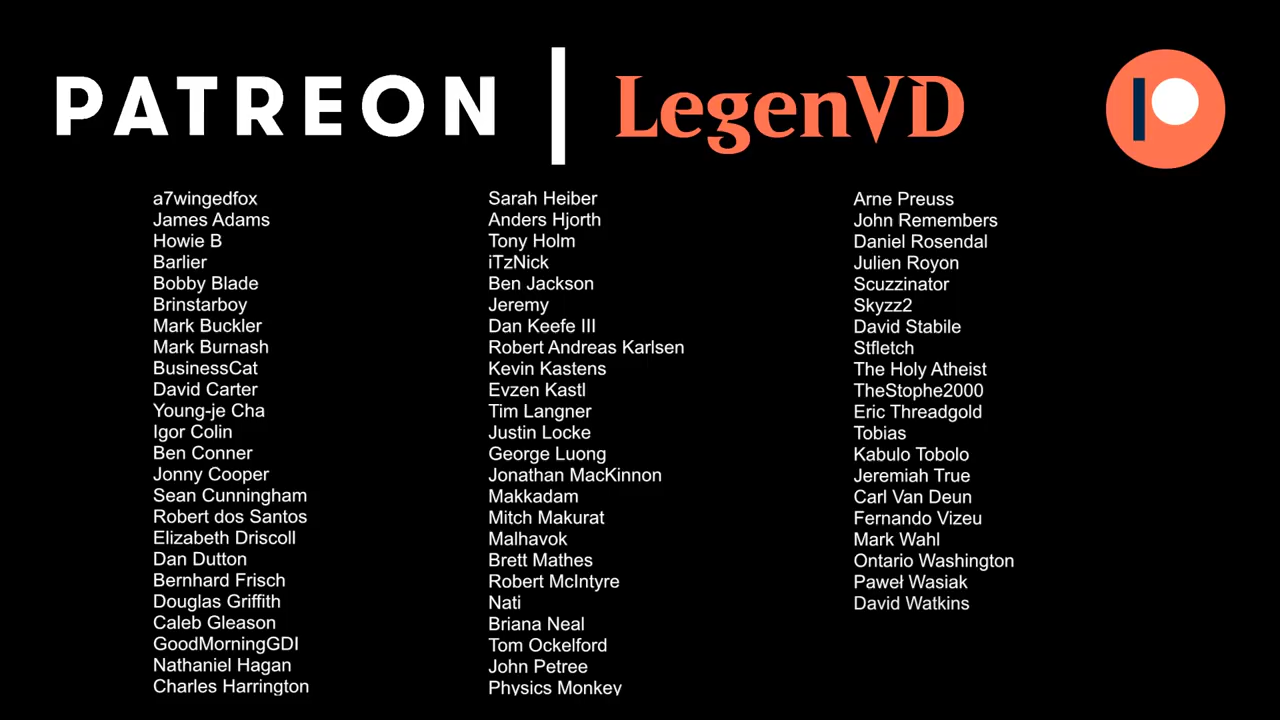 PATREON | LegenVD
a7wingedfox
James Adams
Howie B
Barlier
Bobby Blade
Brinstarboy
Mark Buckler
Mark Burnash
BusinessCat
David Carter
Young-je Cha
Igor Colin
Ben Conner
Jonny Cooper
Sean Cunningham
Robert dos Santos
Elizabeth Driscoll
Dan Dutton
Bernhard Frisch
Douglas Griffith
Caleb Gleason
GoodMorningGDI
Nathaniel Hagan
Charles Harrington
Sarah Heiber
Anders Hjorth
Tony Holm
iTzNick
Ben Jackson
Jeremy
Dan Keefe III
Robert Andreas Karlsen
Kevin Kastens
Evzen Kastl
Tim Langner
Justin Locke
George Luong
Jonathan MacKinnon
Makkadam
Mitch Makurat
Malhavok
Brett Mathes
Robert McIntyre
Nati
Briana Neal
Tom Ockelford
John Petree
Physics Monkey
Arne Preuss
John Remembers
Daniel Rosendal
Julien Royon
Scuzzinator
Skyzz2
David Stabile
Stfletch
The Holy Atheist
TheStophe2000
Eric Threadgold
Tobias
Kabulo Tobolo
Jeremiah True
Carl Van Deun
Fernando Vizeu
Mark Wahl
Ontario Washington
Paweł Wasiak
David Watkins